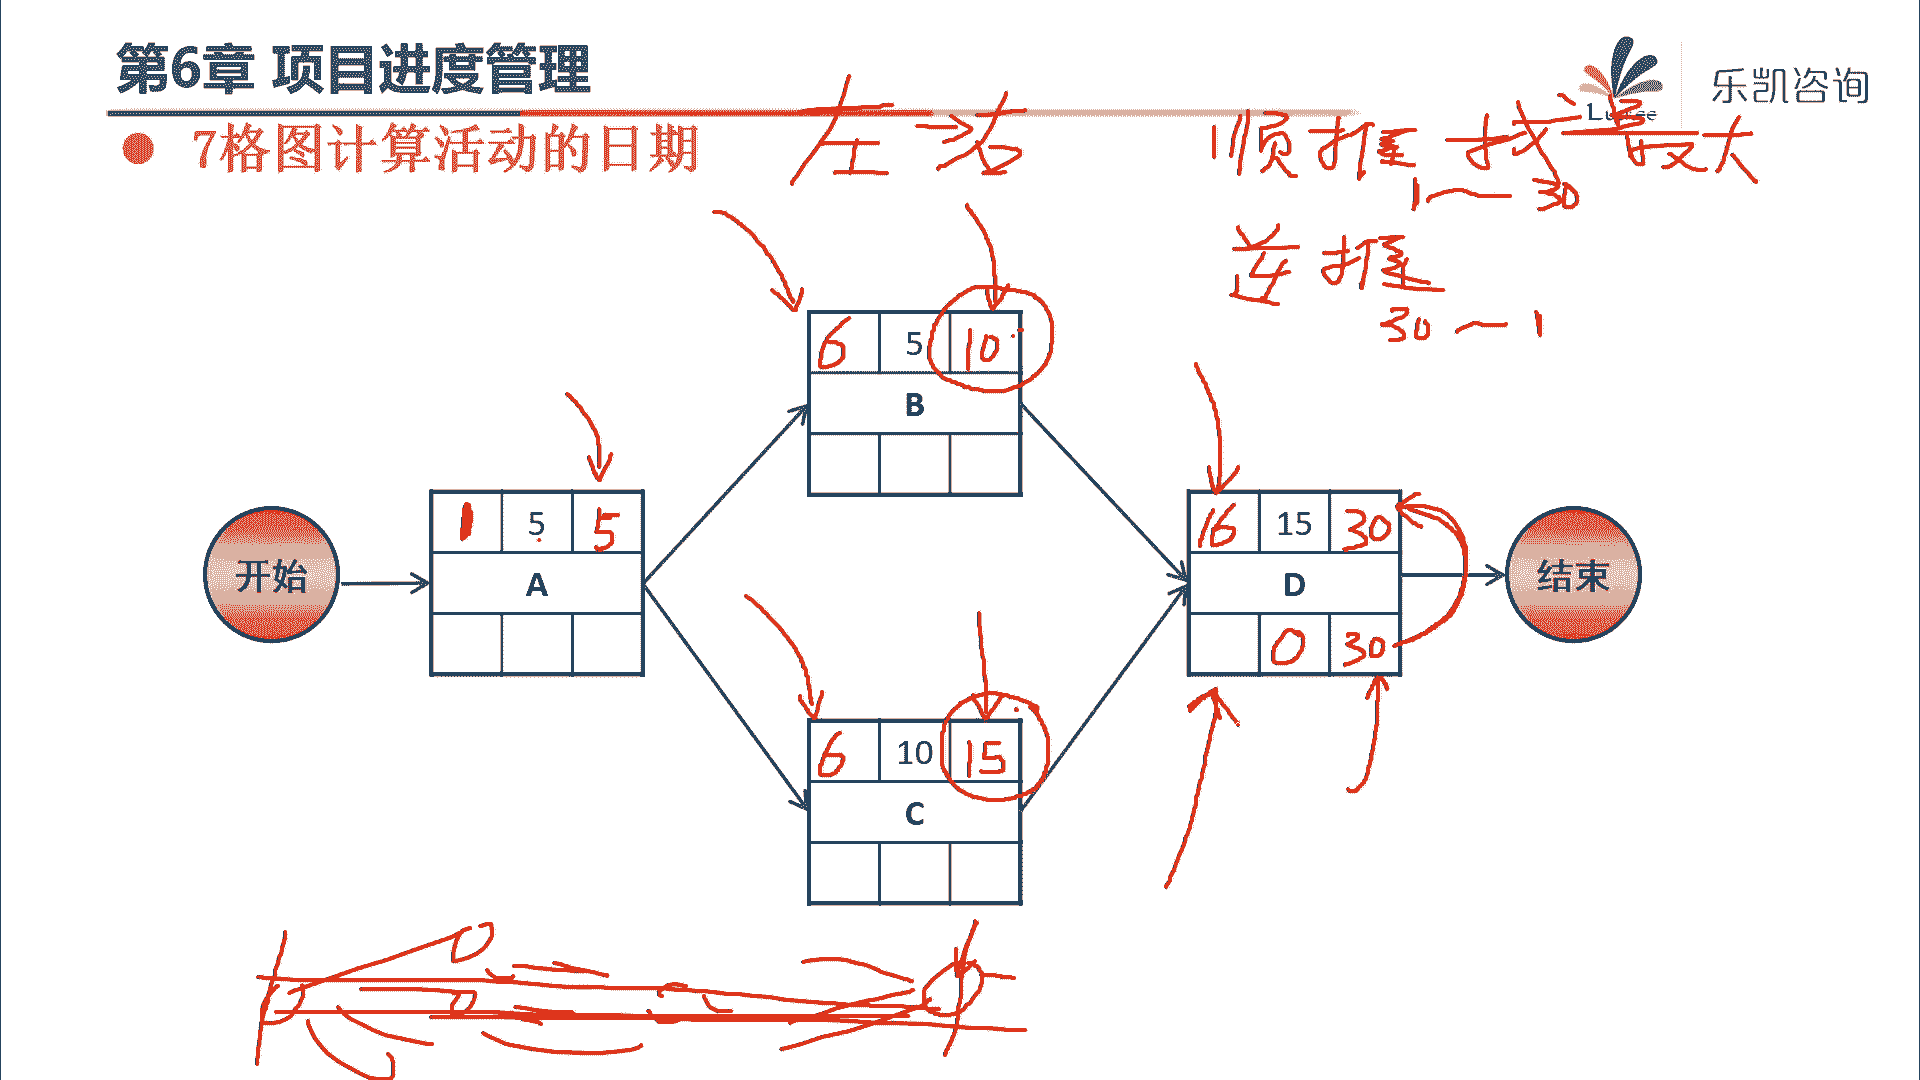 第6章 项目进度管理
Luckee
乐凯咨询
7格图计算活动的日期
左→右
顺推 找最大
1~30
逆推
30~1
6 5 10
B
1 5 5
A
16 15 30
D
0 30
开始
结束
6 10 15
C